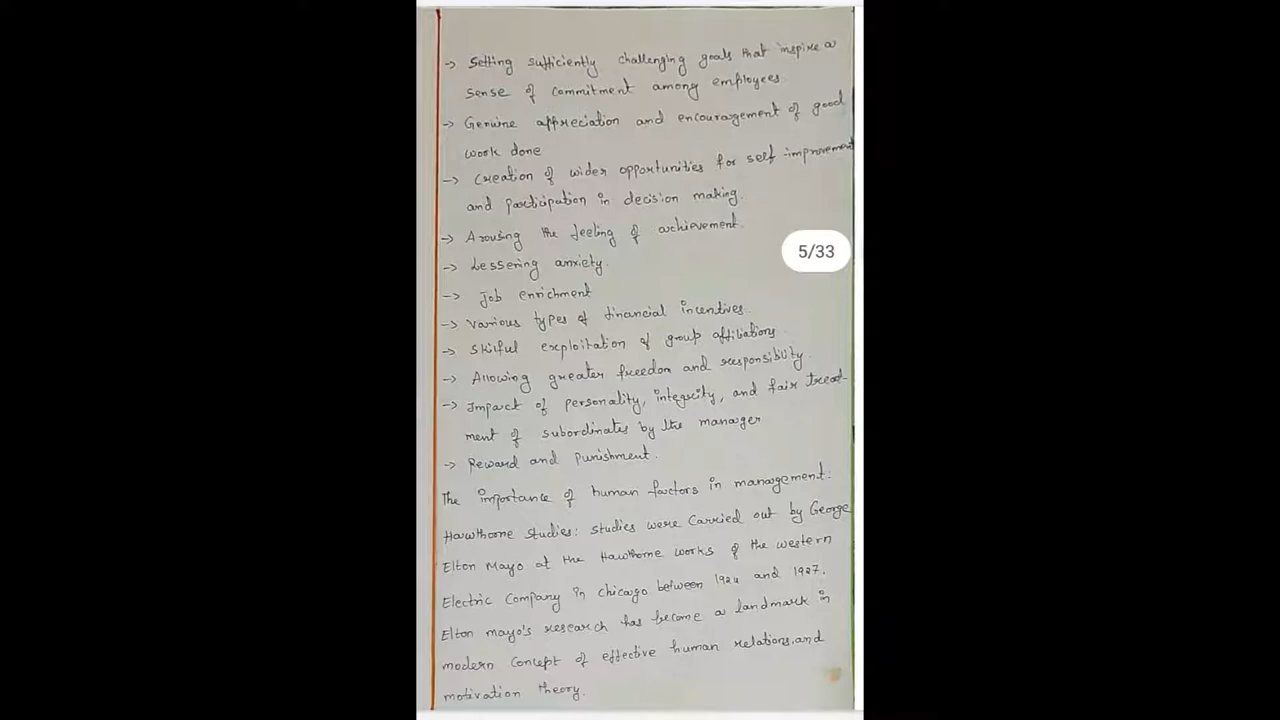 -> Setting sufficiently challenging goals that inspire a
sense of commitment among employees.
-> Genuine appreciation and encouragement of good
work done
-> Creation of wider opportunities for self improvement
and participation in decision making.
-> Arousing the feeling of achievement.
5/33
-> Lessering anxiety.
-> Job enrichment
-> Various types of financial incentives.
-> Skilful exploitation of group affiliations.
-> Allowing greater freedom and responsibility.
-> Impact of personality, integrity, and fair treat-
ment of subordinates by the manager
-> Reward and punishment.
The importance of human factors in management:
Hawthorne studies: studies were carried out by George
Elton Mayo at the Hawthorne works of the western
Electric Company in chicago between 1924 and 1927.
Elton mayo's research has become a landmark in
modern concept of effective human relations, and
motivation theory.